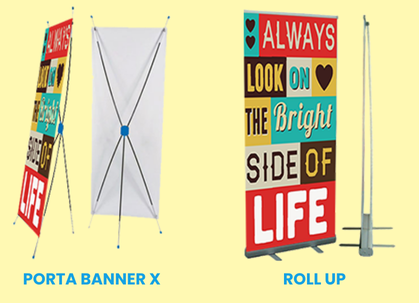 ALWAYS
LOOK ON
THE Bright
SIDE OF
LIFE
ALWAYS
LOOK ON
THE Bright
SIDE OF
LIFE
PORTA BANNER X
ROLL UP